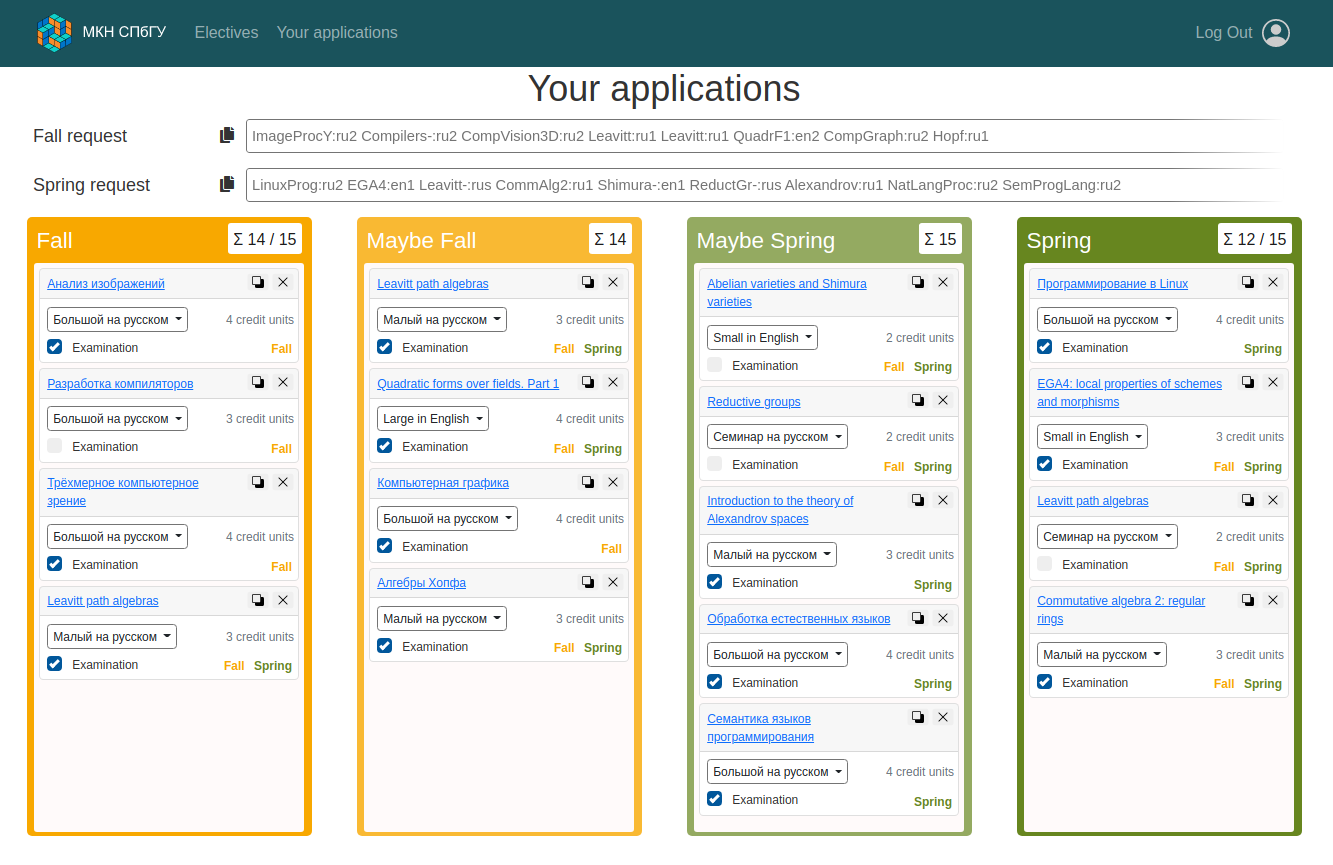 МКН СПбГУ Electives Your applications Log Out
Your applications
Fall request ImageProcY:ru2 Compilers-:ru2 CompVision3D:ru2 Leavitt:ru1 Leavitt:ru1 QuadrF1:en2 CompGraph:ru2 Hopf:ru1
Spring request LinuxProg:ru2 EGA4:en1 Leavitt-:rus CommAlg2:ru1 Shimura-:en1 ReductGr-:rus Alexandrov:ru1 NatLangProc:ru2 SemProgLang:ru2
Fall Σ 14 / 15
Анализ изображений
Большой на русском 4 credit units
Examination Fall
Разработка компиляторов
Большой на русском 3 credit units
Examination Fall
Трёхмерное компьютерное
зрение
Большой на русском 4 credit units
Examination Fall
Leavitt path algebras
Малый на русском 3 credit units
Examination Fall Spring
Maybe Fall Σ 14
Leavitt path algebras
Малый на русском 3 credit units
Examination Fall Spring
Quadratic forms over fields. Part 1
Large in English 4 credit units
Examination Fall Spring
Компьютерная графика
Большой на русском 4 credit units
Examination Fall
Алгебры Хопфа
Малый на русском 3 credit units
Examination Fall Spring
Maybe Spring Σ 15
Abelian varieties and Shimura
varieties
Small in English 2 credit units
Examination Fall Spring
Reductive groups
Семинар на русском 2 credit units
Examination Fall Spring
Introduction to the theory of
Alexandrov spaces
Малый на русском 3 credit units
Examination Spring
Обработка естественных языков
Большой на русском 4 credit units
Examination Spring
Семантика языков
программирования
Большой на русском 4 credit units
Examination Spring
Spring Σ 12 / 15
Программирование в Linux
Большой на русском 4 credit units
Examination Spring
EGA4: local properties of schemes
and morphisms
Small in English 3 credit units
Examination Fall Spring
Leavitt path algebras
Семинар на русском 2 credit units
Examination Fall Spring
Commutative algebra 2: regular
rings
Малый на русском 3 credit units
Examination Fall Spring